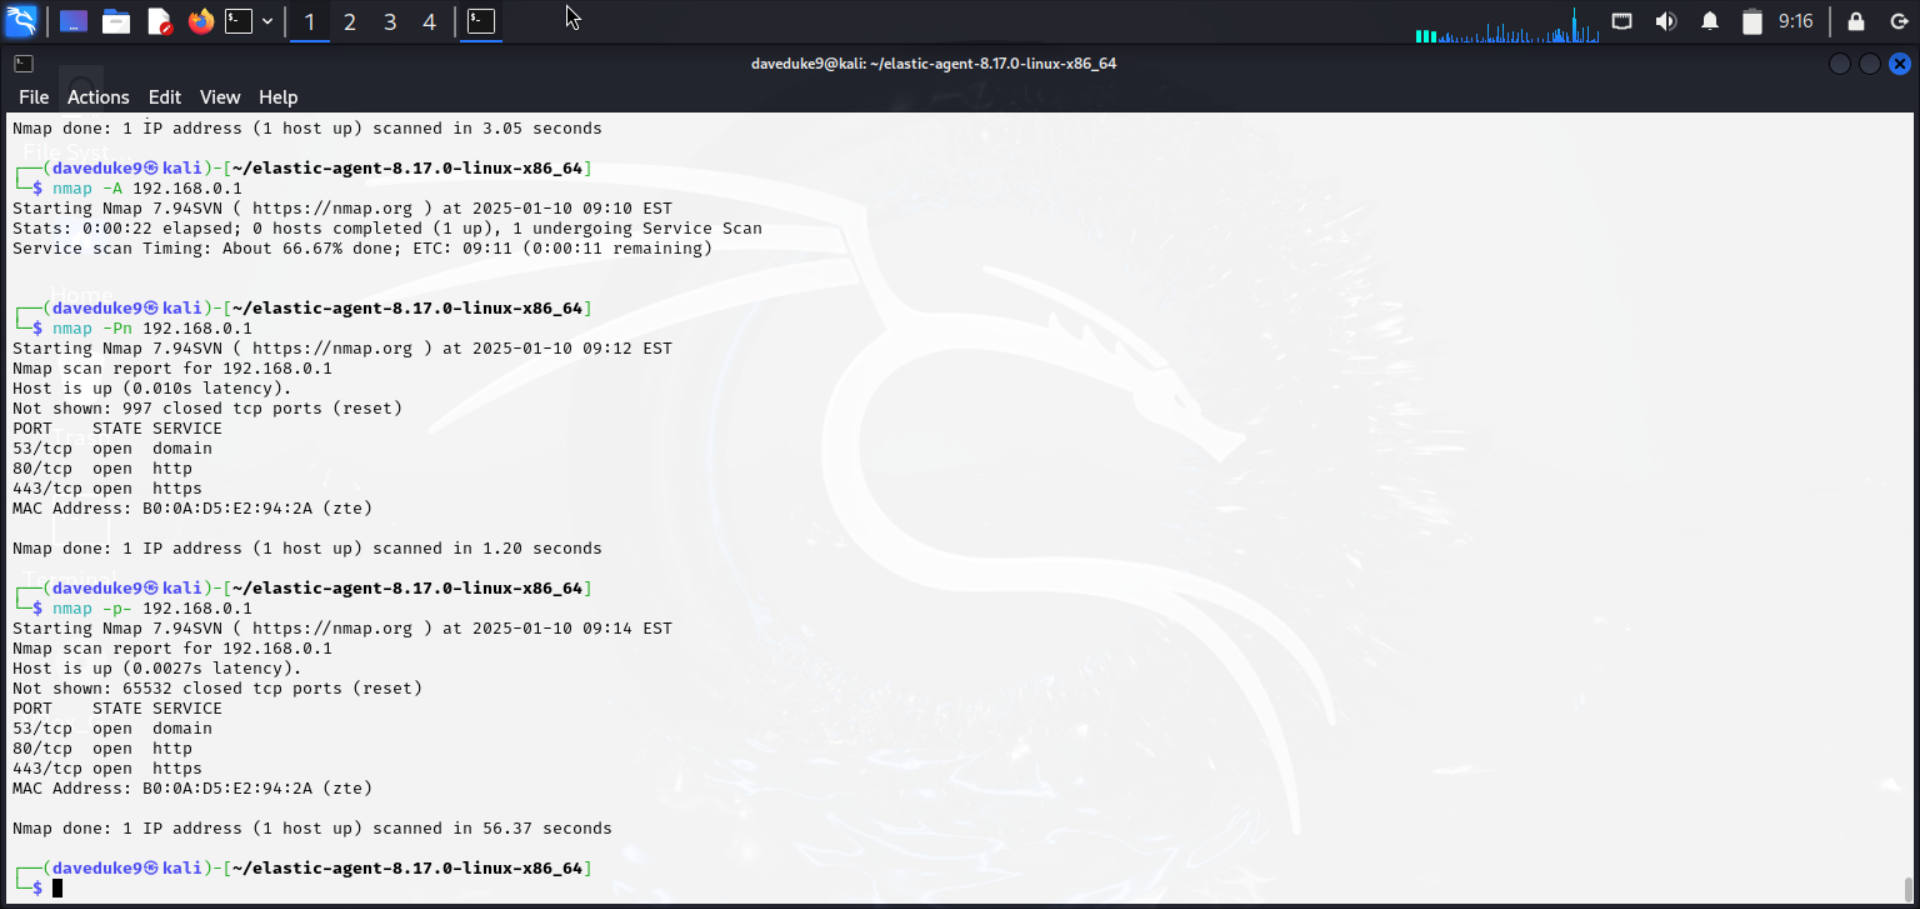 1 2 3 4 9:16
daveduke9@kali: ~/elastic-agent-8.17.0-linux-x86_64
File Actions Edit View Help
Nmap done: 1 IP address (1 host up) scanned in 3.05 seconds
File Syst
┌──(daveduke9㉿kali)-[~/elastic-agent-8.17.0-linux-x86_64]
└─$ nmap -A 192.168.0.1
Starting Nmap 7.94SVN ( https://nmap.org ) at 2025-01-10 09:10 EST
Stats: 0:00:22 elapsed; 0 hosts completed (1 up), 1 undergoing Service Scan
Service scan Timing: About 66.67% done; ETC: 09:11 (0:00:11 remaining)
Home
┌──(daveduke9㉿kali)-[~/elastic-agent-8.17.0-linux-x86_64]
└─$ nmap -Pn 192.168.0.1
Starting Nmap 7.94SVN ( https://nmap.org ) at 2025-01-10 09:12 EST
Nmap scan report for 192.168.0.1
Host is up (0.010s latency).
Not shown: 997 closed tcp ports (reset)
PORT    STATE SERVICE
Trash
53/tcp  open  domain
80/tcp  open  http
443/tcp open  https
MAC Address: B0:0A:D5:E2:94:2A (zte)
Nmap done: 1 IP address (1 host up) scanned in 1.20 seconds
Terminal
┌──(daveduke9㉿kali)-[~/elastic-agent-8.17.0-linux-x86_64]
└─$ nmap -p- 192.168.0.1
Starting Nmap 7.94SVN ( https://nmap.org ) at 2025-01-10 09:14 EST
Nmap scan report for 192.168.0.1
Host is up (0.0027s latency).
Not shown: 65532 closed tcp ports (reset)
PORT    STATE SERVICE
53/tcp  open  domain
80/tcp  open  http
443/tcp open  https
MAC Address: B0:0A:D5:E2:94:2A (zte)
Nmap done: 1 IP address (1 host up) scanned in 56.37 seconds
┌──(daveduke9㉿kali)-[~/elastic-agent-8.17.0-linux-x86_64]
└─$